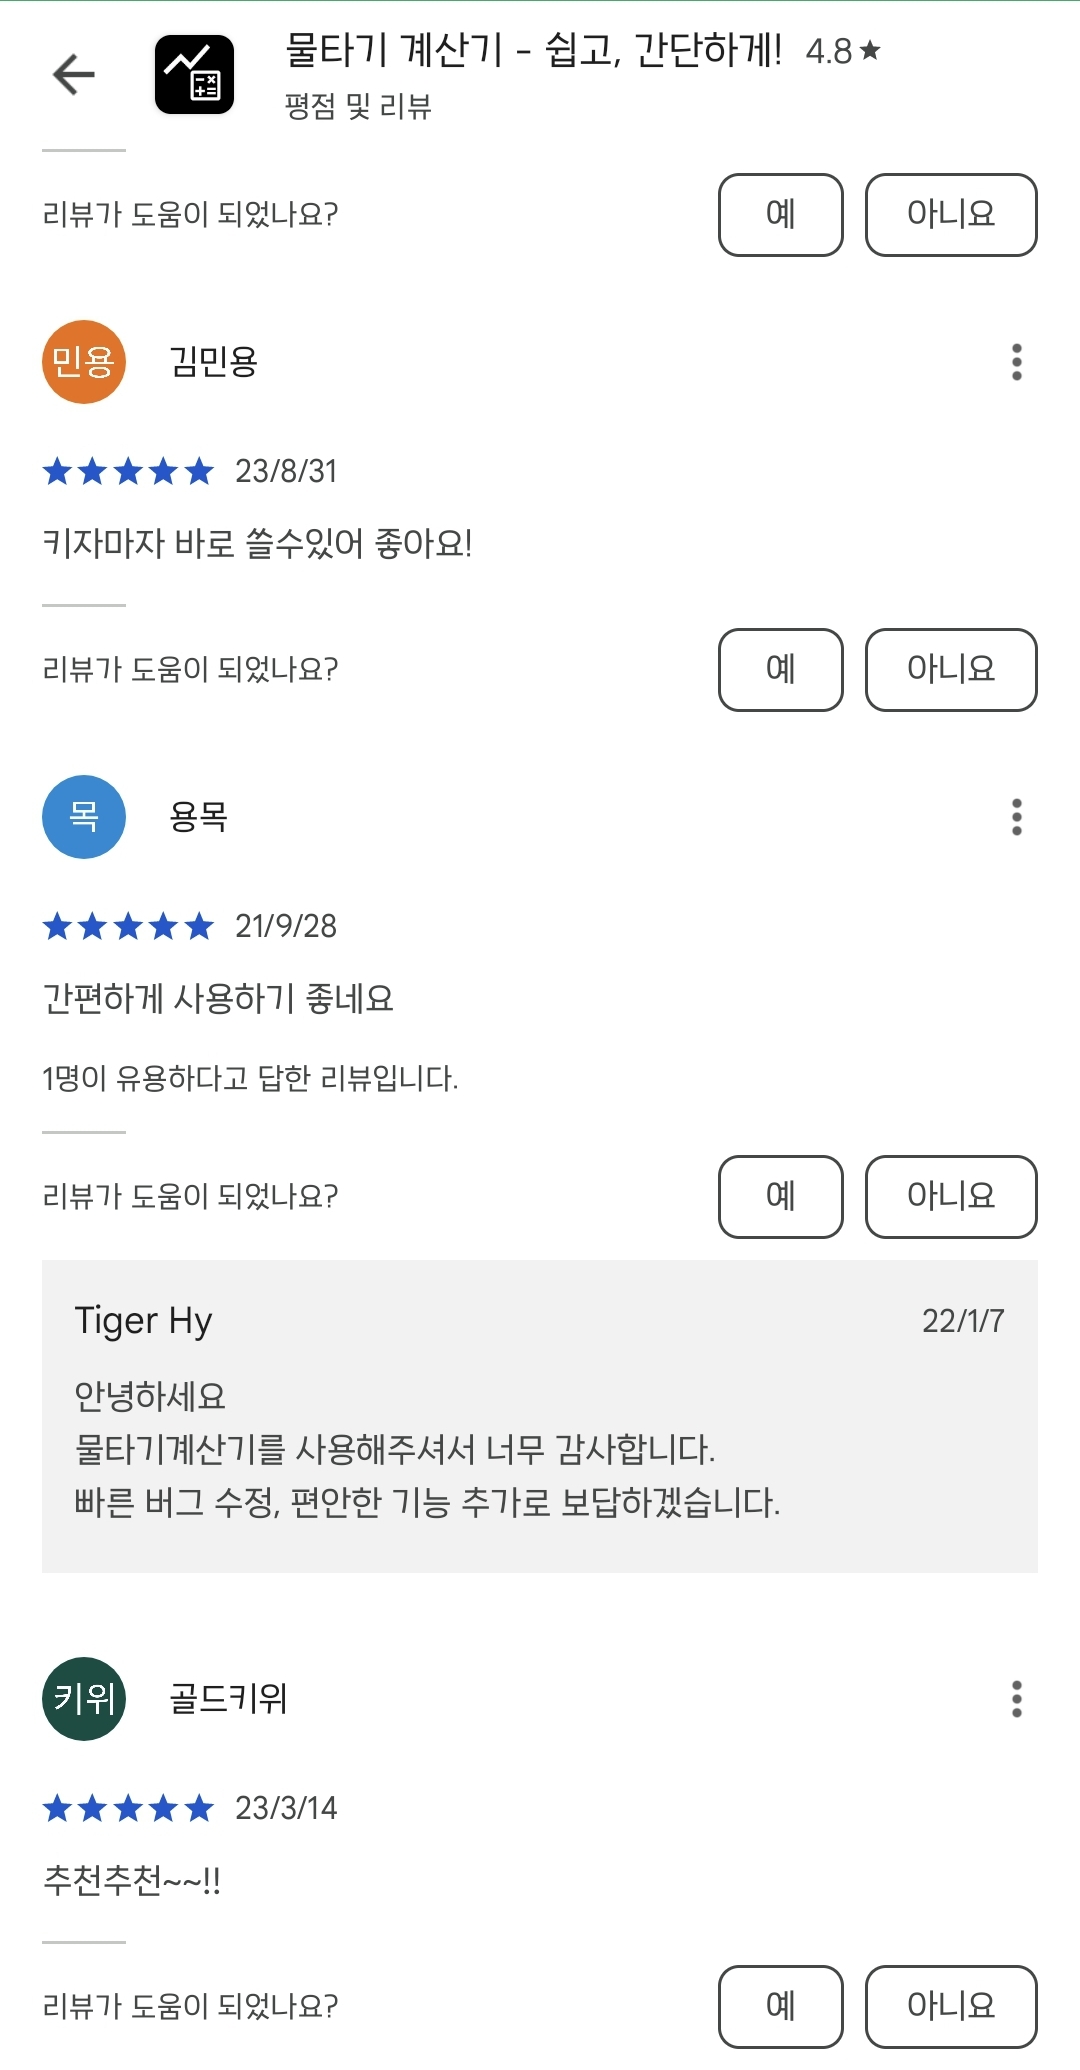 물타기 계산기 - 쉽고, 간단하게! 4.8★
평점 및 리뷰
리뷰가 도움이 되었나요? 예 아니요
민용 김민용
★★★★★ 23/8/31
키자마자 바로 쓸수있어 좋아요!
리뷰가 도움이 되었나요? 예 아니요
목 용목
★★★★★ 21/9/28
간편하게 사용하기 좋네요
1명이 유용하다고 답한 리뷰입니다.
리뷰가 도움이 되었나요? 예 아니요
Tiger Hy 22/1/7
안녕하세요
물타기계산기를 사용해주셔서 너무 감사합니다.
빠른 버그 수정, 편안한 기능 추가로 보답하겠습니다.
키위 골드키위
★★★★★ 23/3/14
추천추천~~!!
리뷰가 도움이 되었나요? 예 아니요